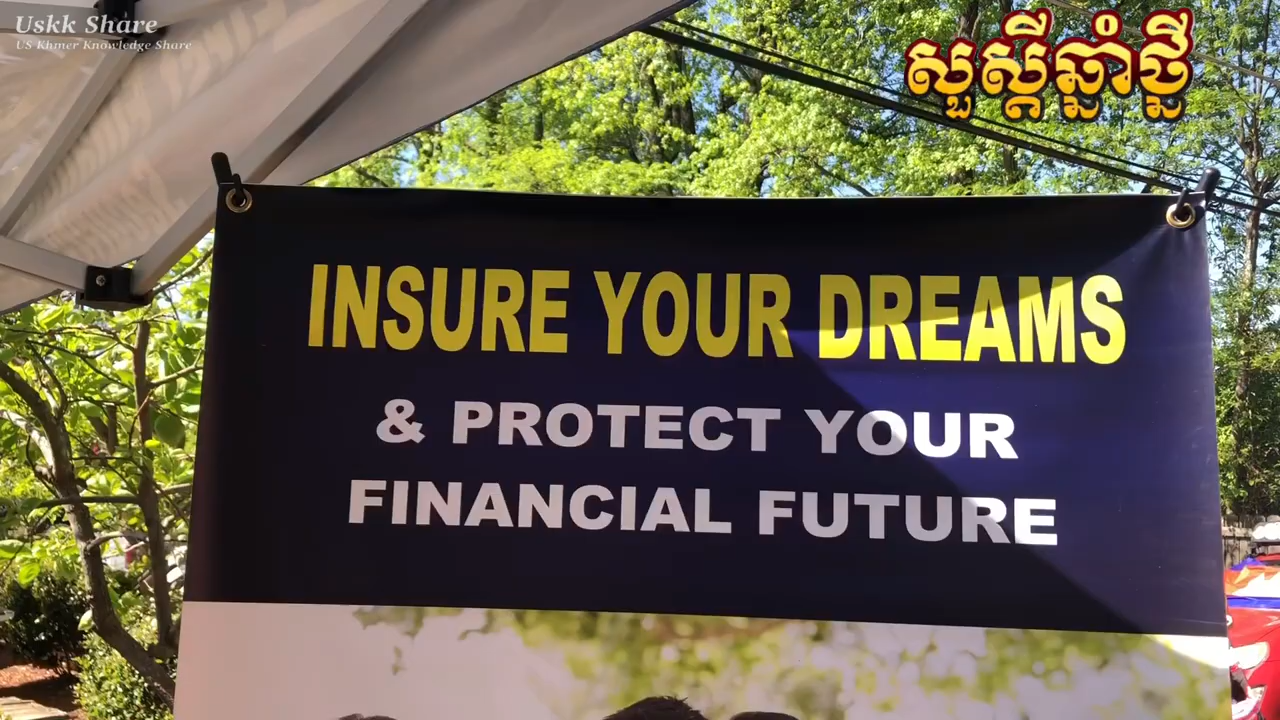 Uskk Share
US Khmer Knowledge Share
សួស្តីឆ្នាំថ្មី
INSURE YOUR DREAMS
& PROTECT YOUR
FINANCIAL FUTURE